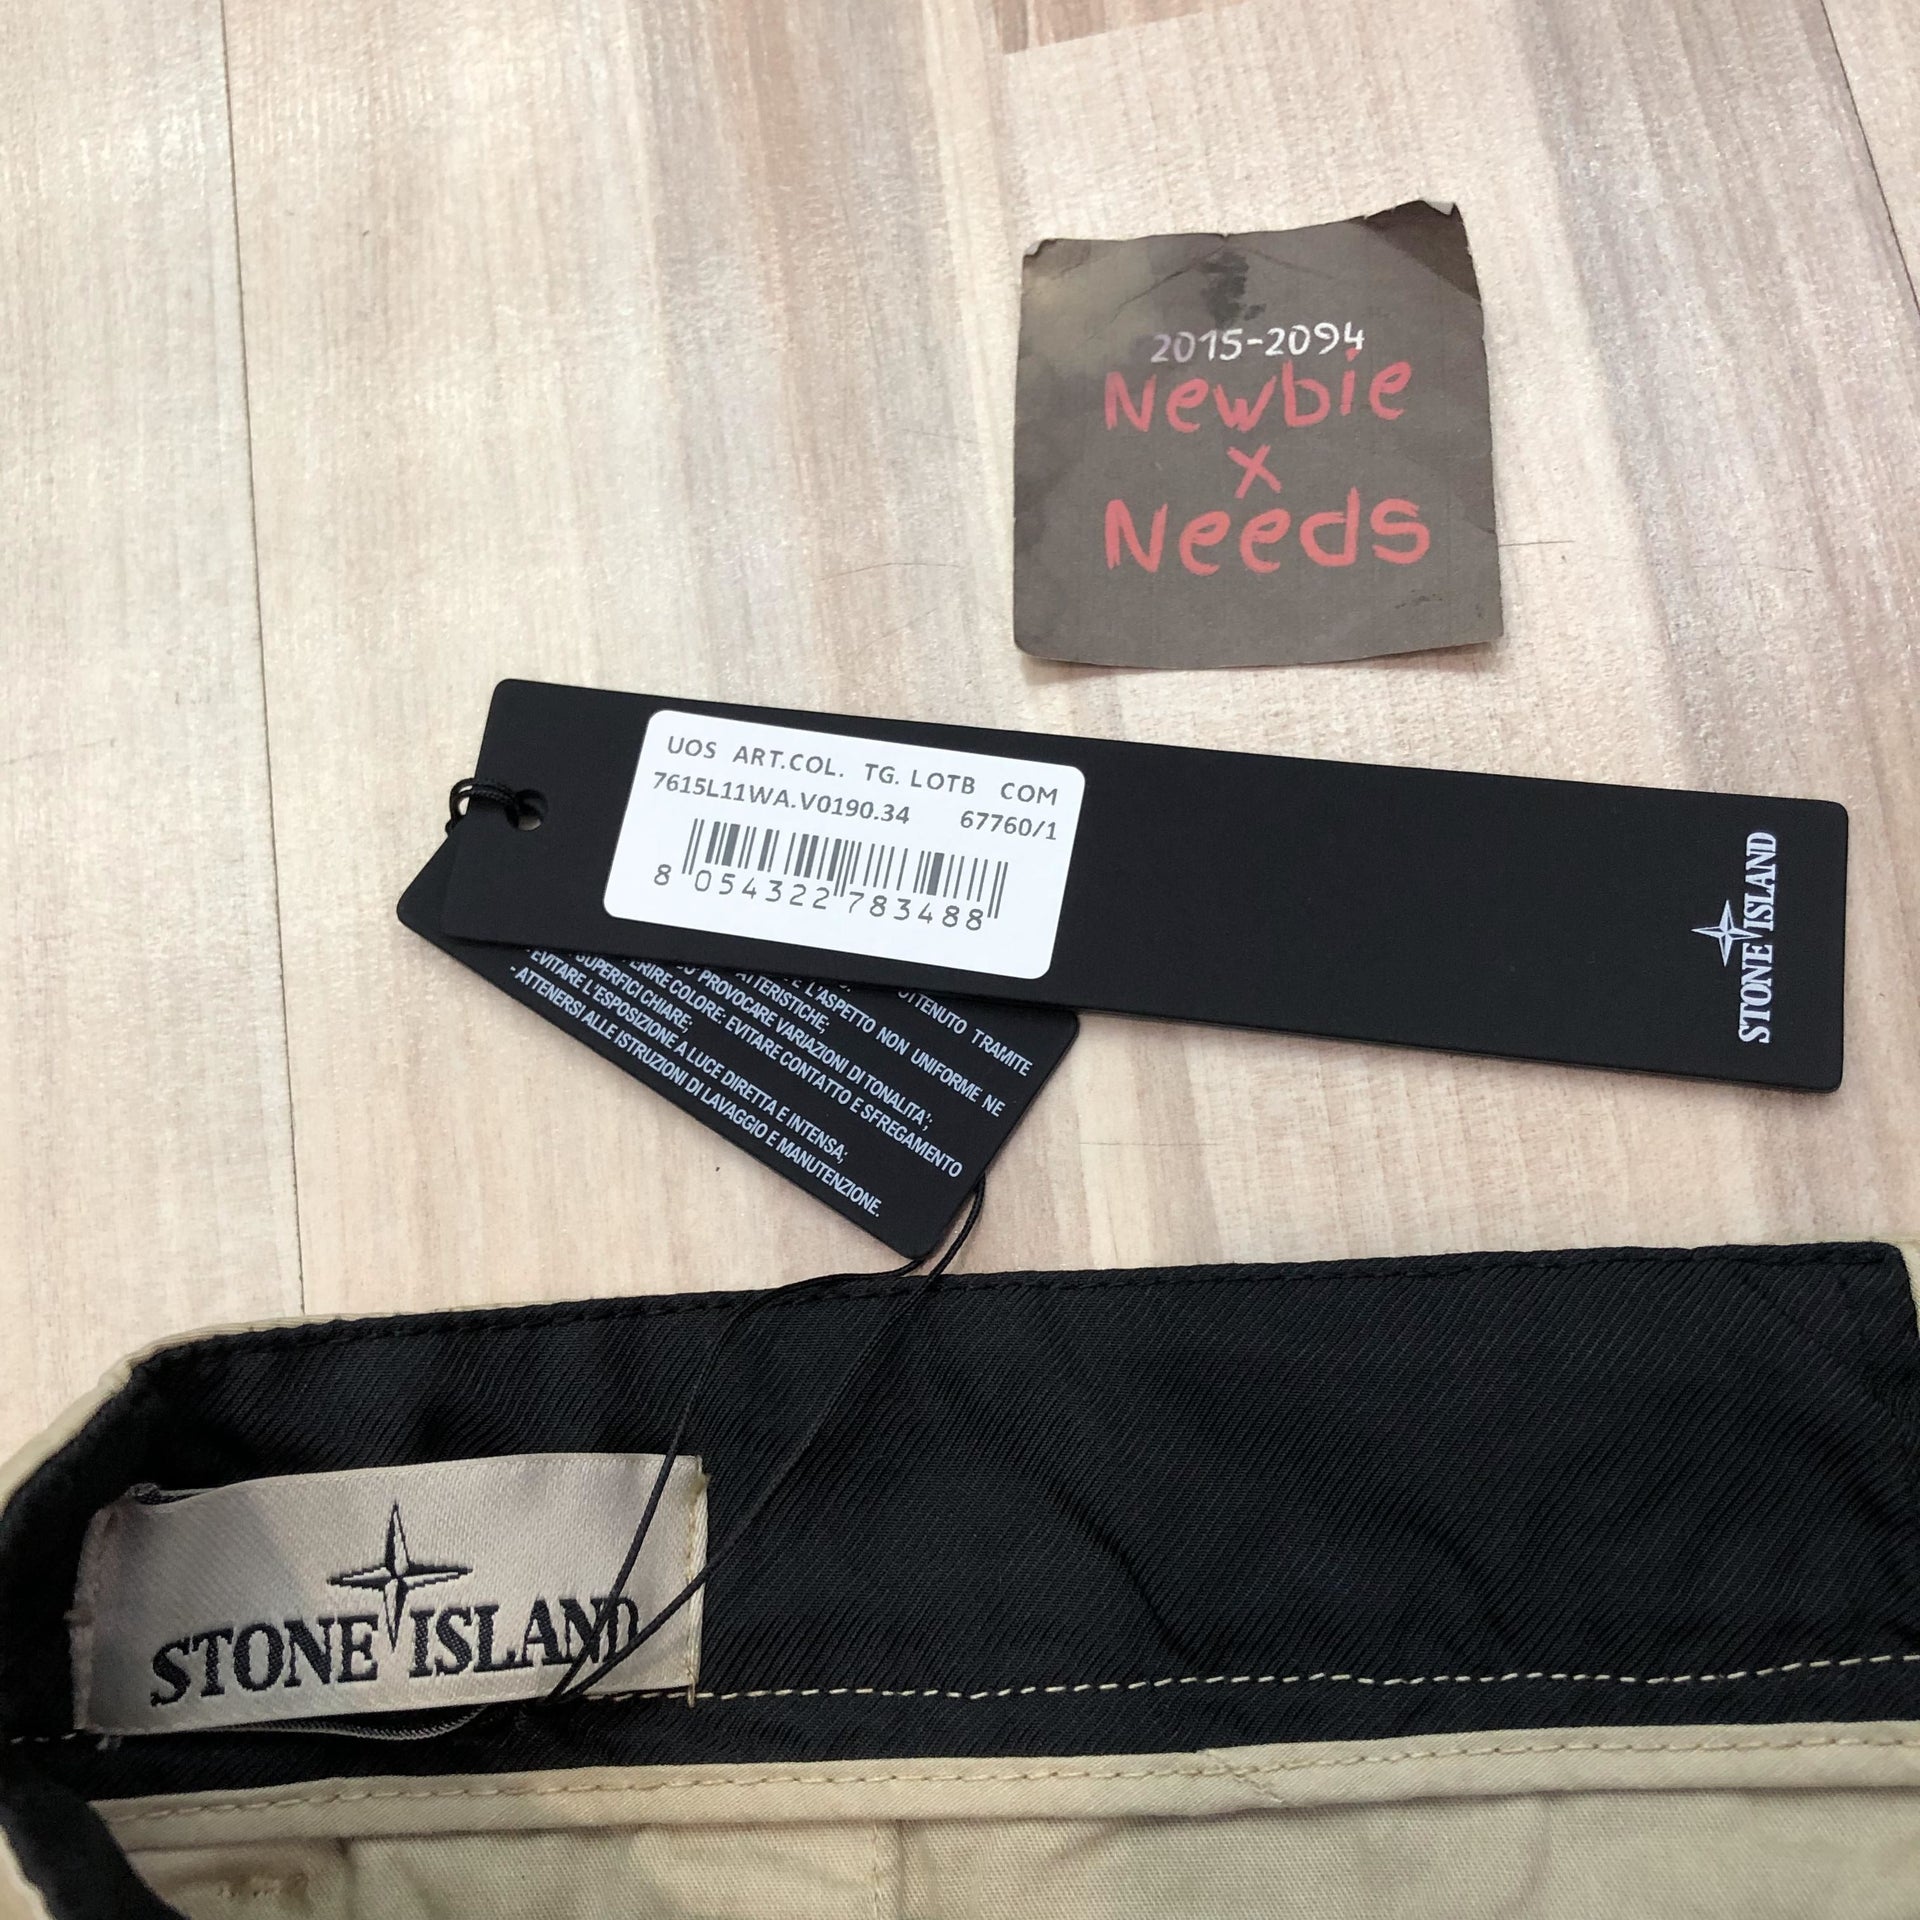 2015-2094
Newbie
x
Needs
UOS ART.COL. TG. LOTB COM
7615L11WA.V0190.34 67760/1
8 054322 783488
STONE ISLAND
OTTENUTO TRAMITE
E L'ASPETTO NON UNIFORME NE
PROVOCARE VARIAZIONI DI TONALITA';
COLORE: EVITARE CONTATTO E SFREGAMENTO
SUPERFICI CHIARE;
EVITARE L'ESPOSIZIONE A LUCE DIRETTA E INTENSA;
- ATTENERSI ALLE ISTRUZIONI DI LAVAGGIO E MANUTENZIONE.
STONE ISLAND